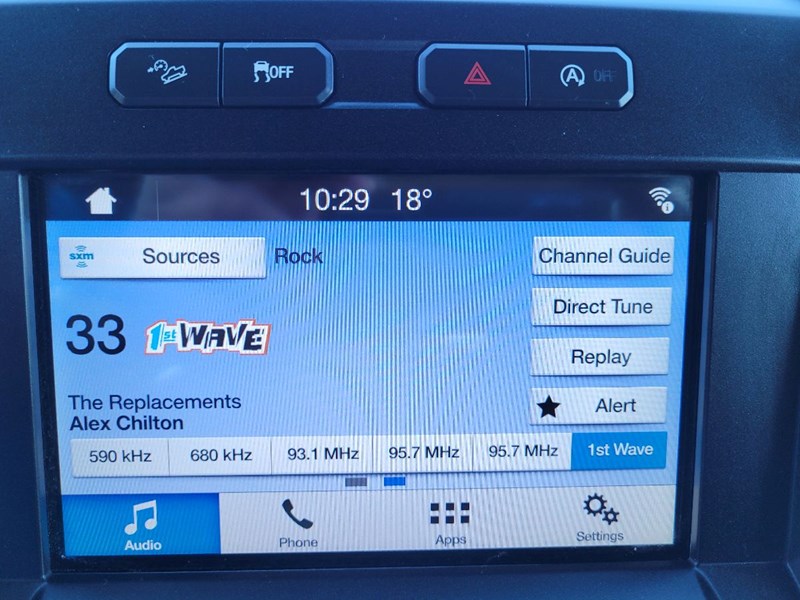 OFF
A OFF
10:29 18°
sxm Sources Rock Channel Guide
Direct Tune
33 1st WAVE
Replay
The Replacements
Alert
Alex Chilton
590 kHz 680 kHz 93.1 MHz 95.7 MHz 95.7 MHz 1st Wave
Audio Phone Apps Settings